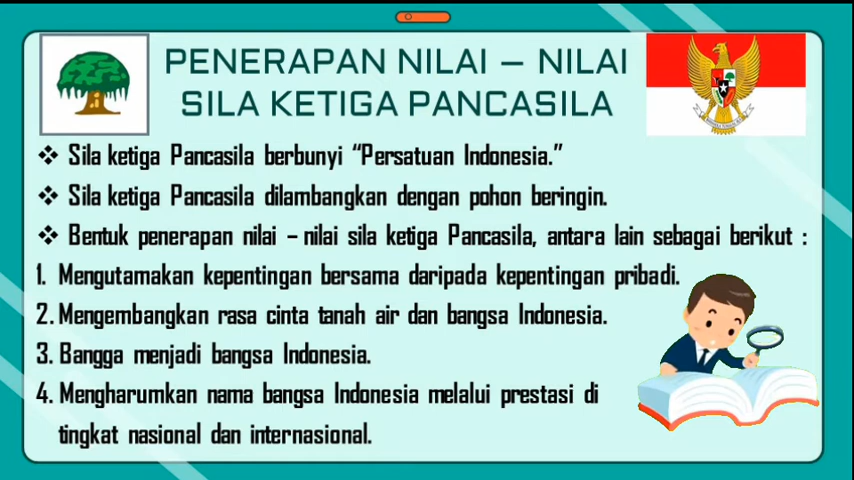 PENERAPAN NILAI – NILAI
SILA KETIGA PANCASILA
❖ Sila ketiga Pancasila berbunyi “Persatuan Indonesia.”
❖ Sila ketiga Pancasila dilambangkan dengan pohon beringin.
❖ Bentuk penerapan nilai – nilai sila ketiga Pancasila, antara lain sebagai berikut :
1. Mengutamakan kepentingan bersama daripada kepentingan pribadi.
2. Mengembangkan rasa cinta tanah air dan bangsa Indonesia.
3. Bangga menjadi bangsa Indonesia.
4. Mengharumkan nama bangsa Indonesia melalui prestasi di
tingkat nasional dan internasional.